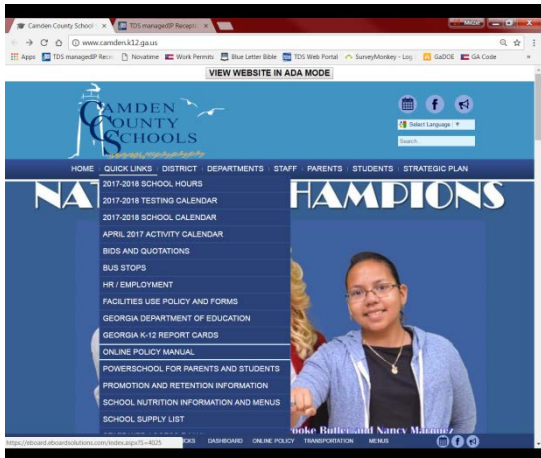 Camden County School
TDS managedIP Recepti
www.camden.k12.ga.us
Apps
TDS managedIP Rece
Novatime
Work Permits
Blue Letter Bible
TDS Web Portal
SurveyMonkey - Log
GaDOE
GA Code
VIEW WEBSITE IN ADA MODE
CAMDEN
COUNTY
SCHOOLS
Select Language
Search
HOME QUICK LINKS DISTRICT DEPARTMENTS STAFF PARENTS STUDENTS STRATEGIC PLAN
HAMPIONS
2017-2018 SCHOOL HOURS
2017-2018 TESTING CALENDAR
2017-2018 SCHOOL CALENDAR
APRIL 2017 ACTIVITY CALENDAR
BIDS AND QUOTATIONS
BUS STOPS
HR / EMPLOYMENT
FACILITIES USE POLICY AND FORMS
GEORGIA DEPARTMENT OF EDUCATION
GEORGIA K-12 REPORT CARDS
ONLINE POLICY MANUAL
POWERSCHOOL FOR PARENTS AND STUDENTS
PROMOTION AND RETENTION INFORMATION
SCHOOL NUTRITION INFORMATION AND MENUS
SCHOOL SUPPLY LIST
ooke Butler and Nancy Marquez
https://eboard.eboardsolutions.com/index.aspx?S=4025
DASHBOARD ONLINE POLICY TRANSPORTATION MENUS